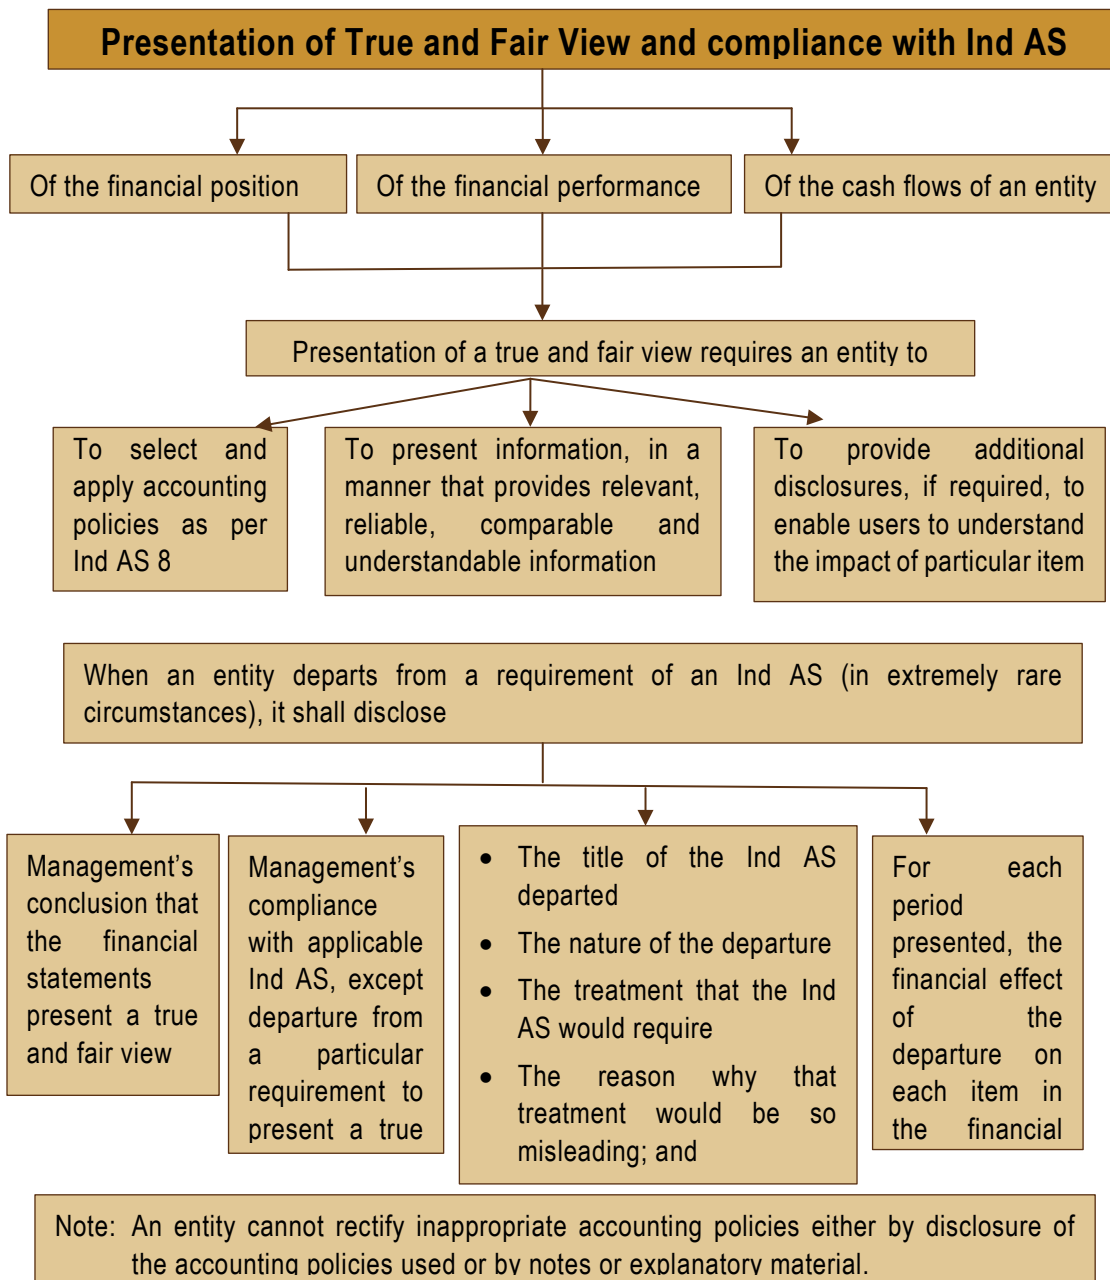 Presentation of True and Fair View and compliance with Ind AS
Of the financial position
Of the financial performance
Of the cash flows of an entity
Presentation of a true and fair view requires an entity to
To select and
apply accounting
policies as per
Ind AS 8
To present information, in a
manner that provides relevant,
reliable, comparable and
understandable information
To provide additional
disclosures, if required, to
enable users to understand
the impact of particular item
When an entity departs from a requirement of an Ind AS (in extremely rare
circumstances), it shall disclose
Management’s
conclusion that
the financial
statements
present a true
and fair view
Management’s
compliance
with applicable
Ind AS, except
departure from
a particular
requirement to
present a true
• The title of the Ind AS
departed
• The nature of the departure
• The treatment that the Ind
AS would require
• The reason why that
treatment would be so
misleading; and
For each
period
presented, the
financial effect
of the
departure on
each item in
the financial
Note: An entity cannot rectify inappropriate accounting policies either by disclosure of
the accounting policies used or by notes or explanatory material.